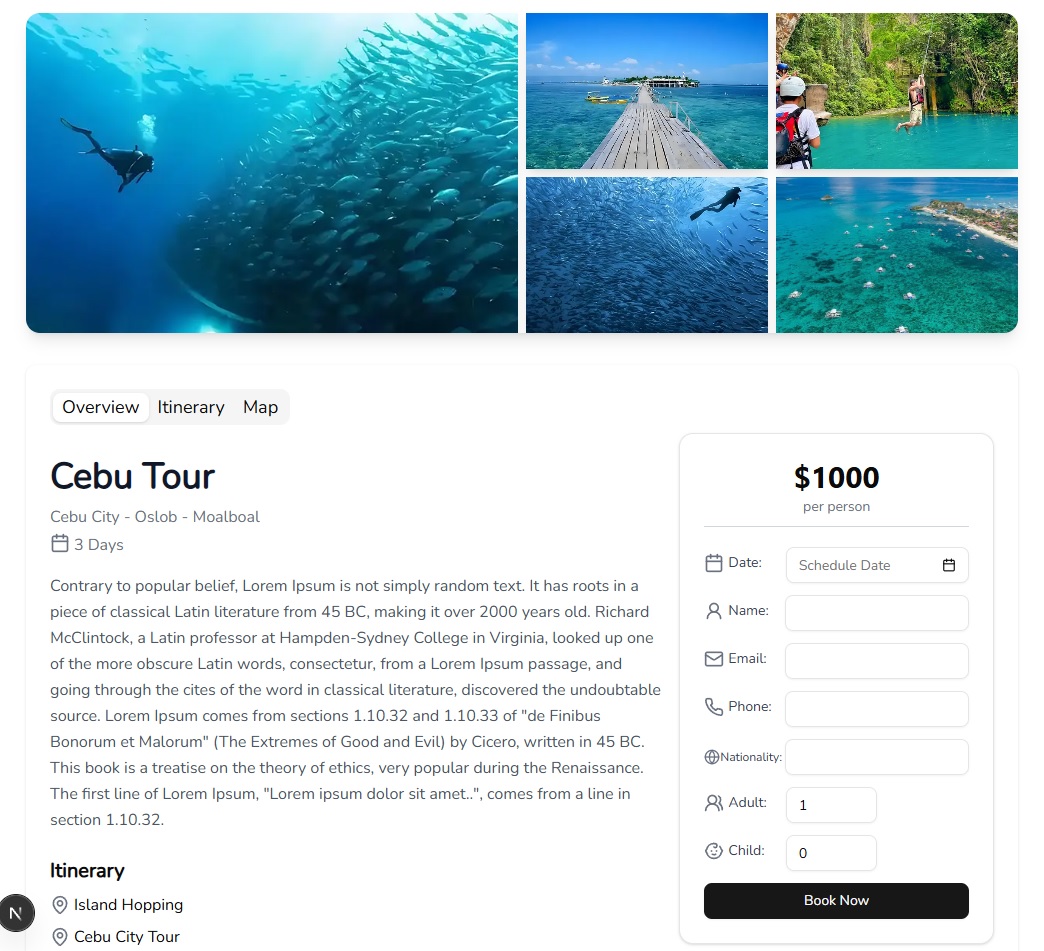 Overview Itinerary Map
Cebu Tour
Cebu City - Oslob - Moalboal
3 Days
Contrary to popular belief, Lorem Ipsum is not simply random text. It has roots in a
piece of classical Latin literature from 45 BC, making it over 2000 years old. Richard
McClintock, a Latin professor at Hampden-Sydney College in Virginia, looked up one
of the more obscure Latin words, consectetur, from a Lorem Ipsum passage, and
going through the cites of the word in classical literature, discovered the undoubtable
source. Lorem Ipsum comes from sections 1.10.32 and 1.10.33 of "de Finibus
Bonorum et Malorum" (The Extremes of Good and Evil) by Cicero, written in 45 BC.
This book is a treatise on the theory of ethics, very popular during the Renaissance.
The first line of Lorem Ipsum, "Lorem ipsum dolor sit amet..", comes from a line in
section 1.10.32.
Itinerary
Island Hopping
Cebu City Tour
$1000
per person
Date: Schedule Date
Name:
Email:
Phone:
Nationality:
Adult: 1
Child: 0
Book Now
N